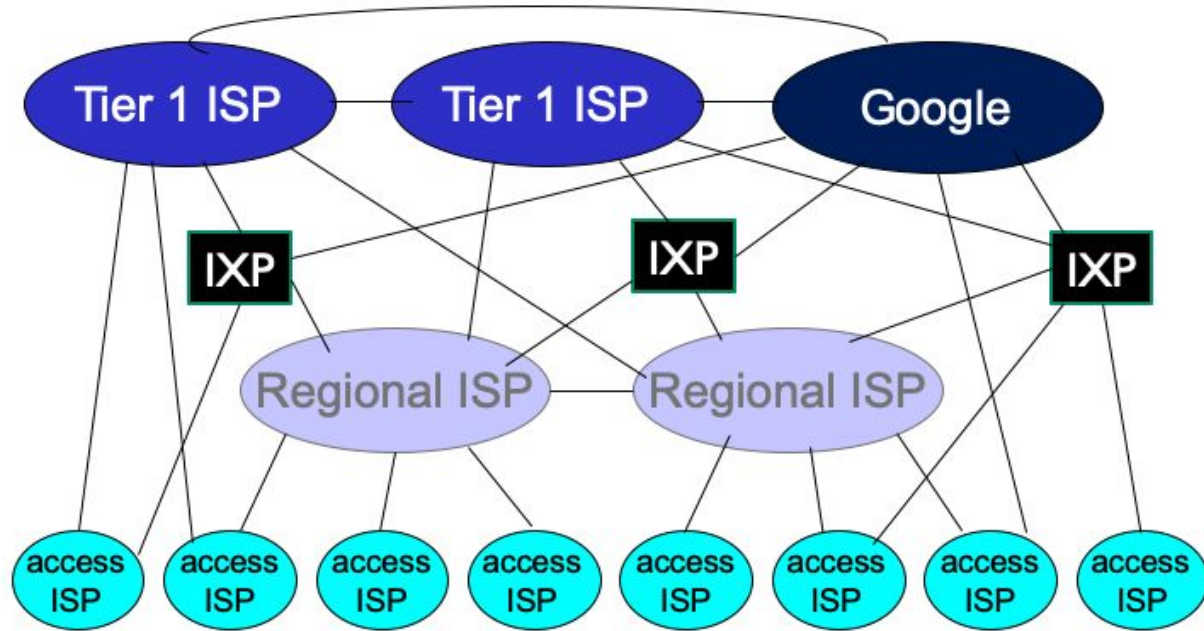 Tier 1 ISP
Tier 1 ISP
Google
IXP
IXP
IXP
Regional ISP
Regional ISP
access
ISP
access
ISP
access
ISP
access
ISP
access
ISP
access
ISP
access
ISP
access
ISP